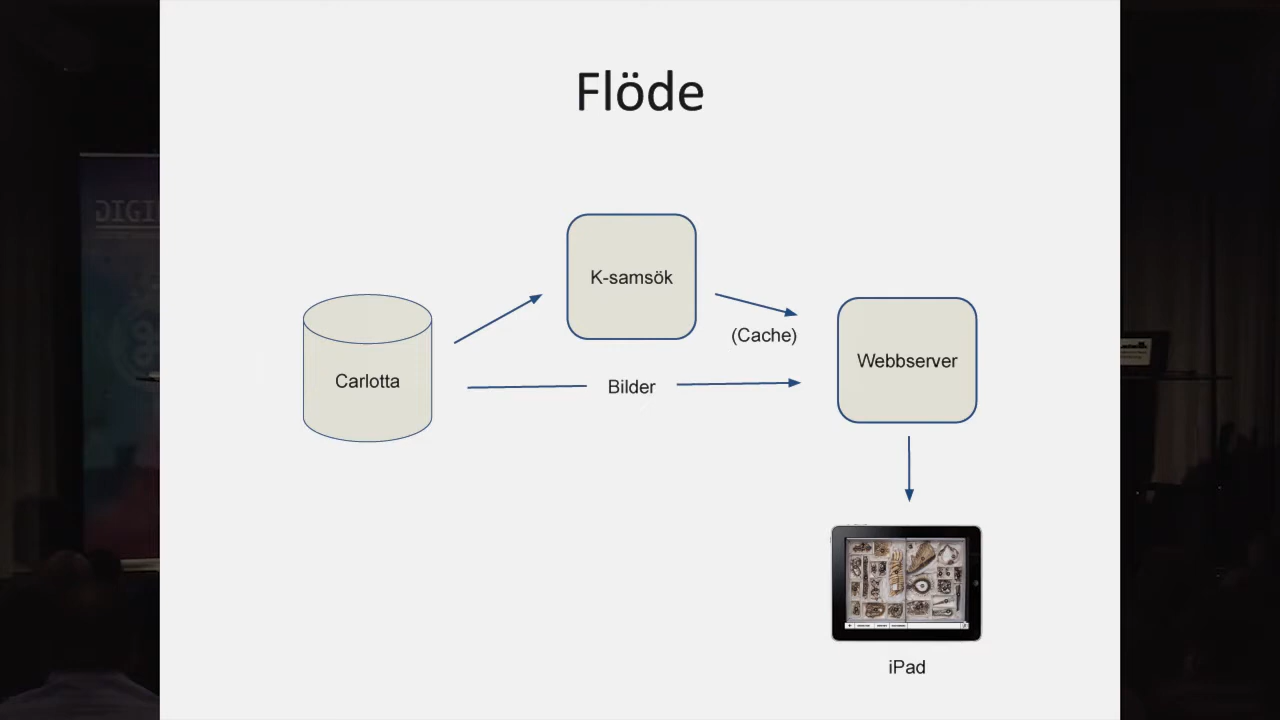 Flöde
K-samsök
(Cache)
Webbserver
Carlotta
Bilder
iPad